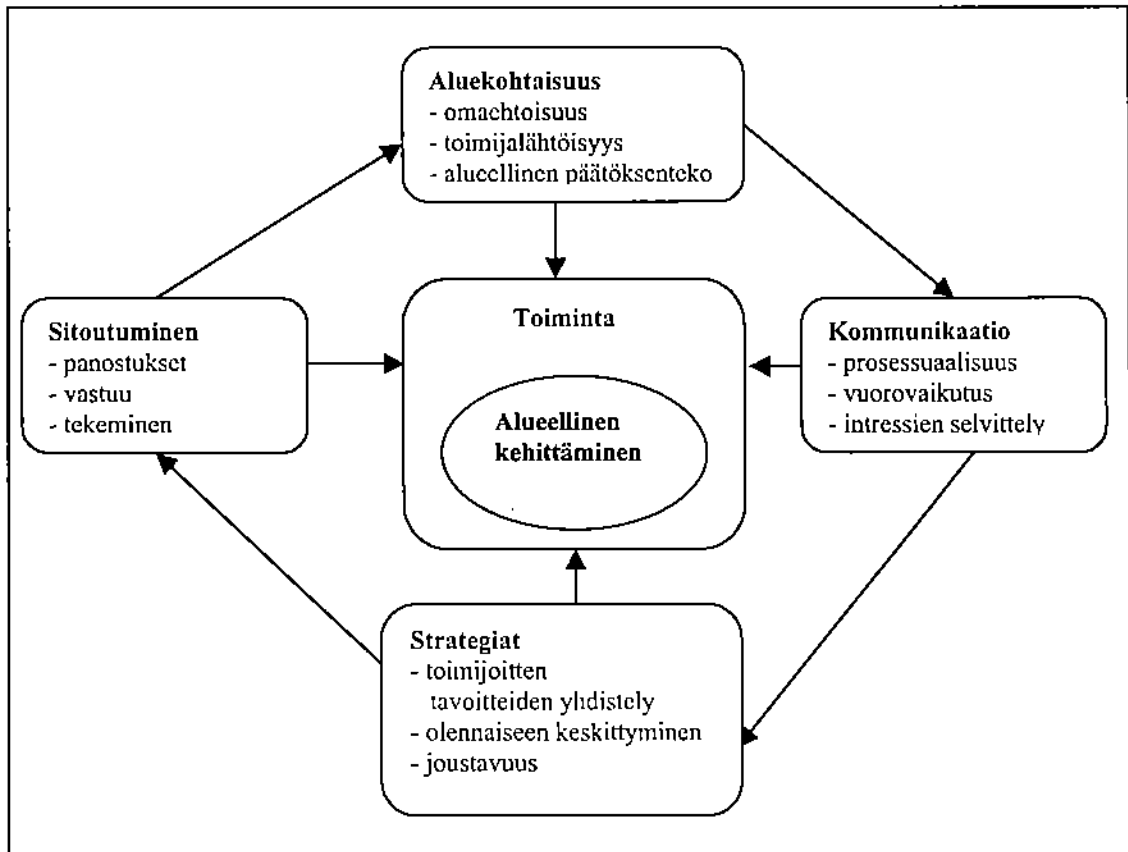 Aluekohtaisuus
- omaehtoisuus
- toimijalähtöisyys
- alueellinen päätöksenteko
Sitoutuminen
- panostukset
- vastuu
- tekeminen
Toiminta
Alueellinen
kehittäminen
Kommunikaatio
- prosessuaalisuus
- vuorovaikutus
- intressien selvittely
Strategiat
- toimijoitten
tavoitteiden yhdistely
- olennaiseen keskittyminen
- joustavuus